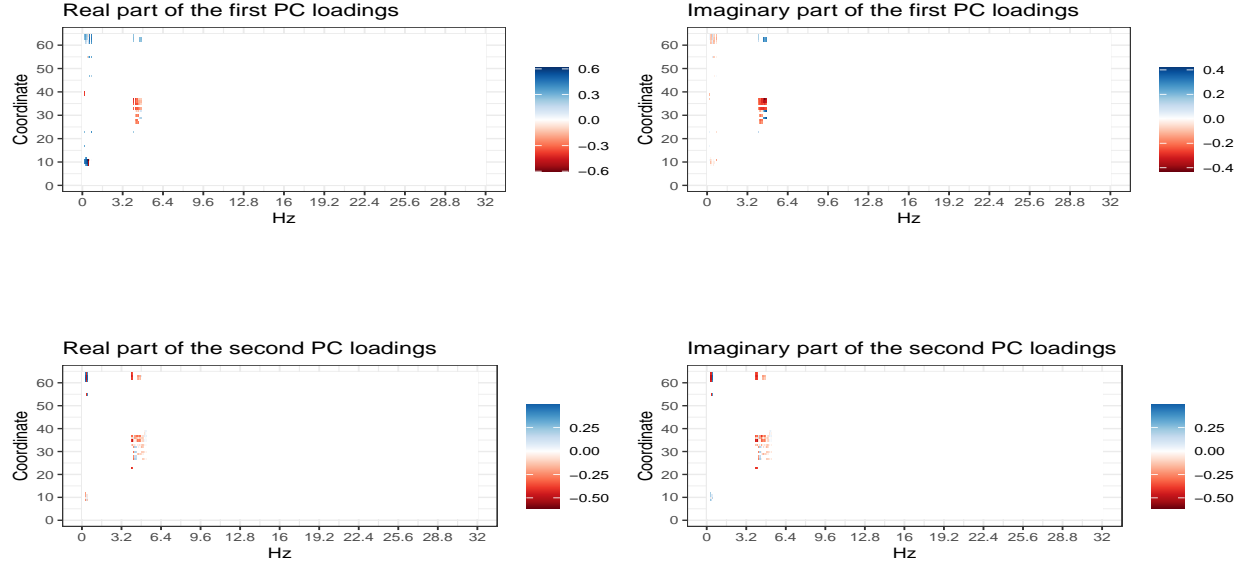 Real part of the first PC loadings
Coordinate
60
50
40
30
20
10
0
0 3.2 6.4 9.6 12.8 16 19.2 22.4 25.6 28.8 32
Hz
0.6
0.3
0.0
−0.3
−0.6
Imaginary part of the first PC loadings
Coordinate
60
50
40
30
20
10
0
0 3.2 6.4 9.6 12.8 16 19.2 22.4 25.6 28.8 32
Hz
0.4
0.2
0.0
−0.2
−0.4
Real part of the second PC loadings
Coordinate
60
50
40
30
20
10
0
0 3.2 6.4 9.6 12.8 16 19.2 22.4 25.6 28.8 32
Hz
0.25
0.00
−0.25
−0.50
Imaginary part of the second PC loadings
Coordinate
60
50
40
30
20
10
0
0 3.2 6.4 9.6 12.8 16 19.2 22.4 25.6 28.8 32
Hz
0.25
0.00
−0.25
−0.50